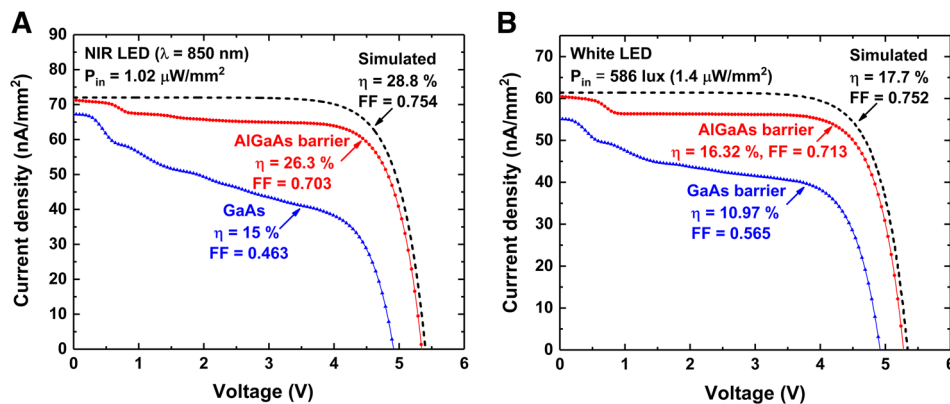 A
NIR LED (λ = 850 nm)
P_in = 1.02 μW/mm²
Simulated
η = 28.8 %
FF = 0.754
AlGaAs barrier
η = 26.3 %
FF = 0.703
GaAs
η = 15 %
FF = 0.463
Current density (nA/mm²)
90
80
70
60
50
40
30
20
10
0
0 1 2 3 4 5 6
Voltage (V)
B
White LED
P_in = 586 lux (1.4 μW/mm²)
Simulated
η = 17.7 %
FF = 0.752
AlGaAs barrier
η = 16.32 %, FF = 0.713
GaAs barrier
η = 10.97 %
FF = 0.565
Currrent density (nA/mm²)
70
60
50
40
30
20
10
0
0 1 2 3 4 5 6
Voltage (V)